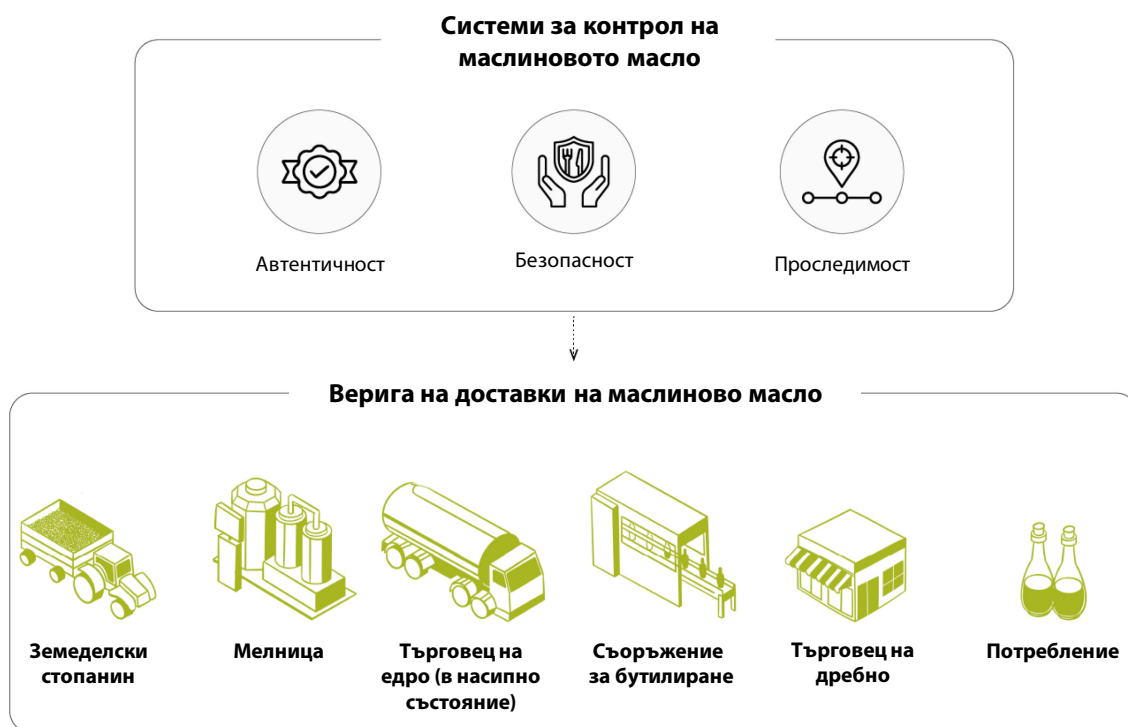 Системи за контрол на
маслиновото масло
Автентичност
Безопасност
Проследимост
Верига на доставки на маслиново масло
Земеделски
стопанин
Мелница
Търговец на
едро (в насипно
състояние)
Съоръжение
за бутилиране
Търговец на
дребно
Потребление